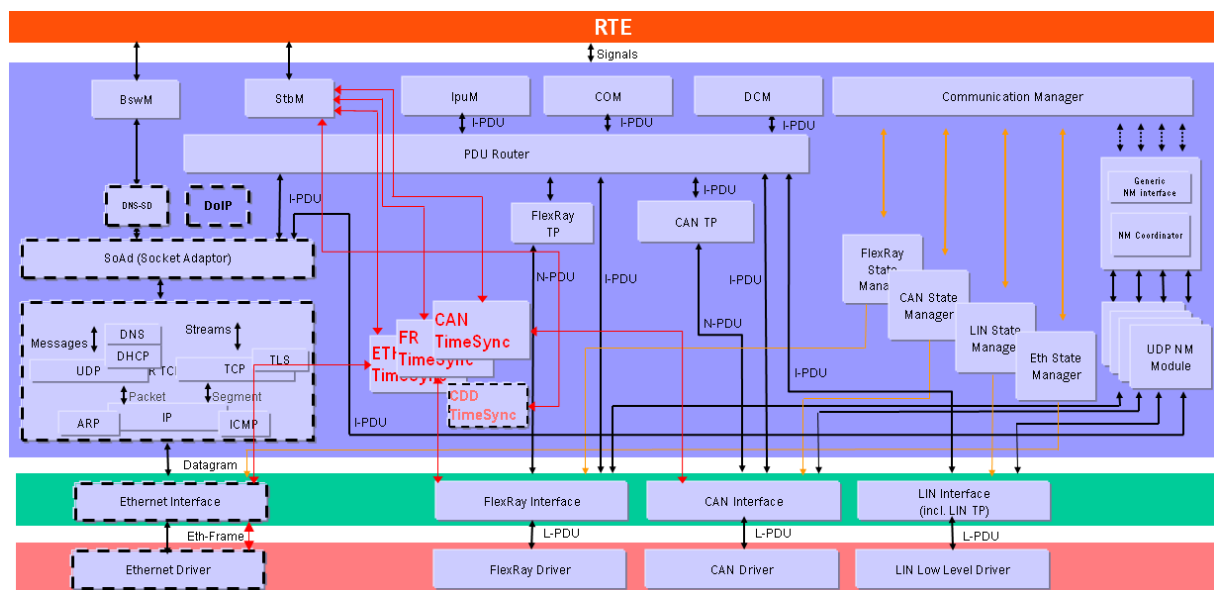 RTE
Signals
BswM
StbM
IpuM
COM
DCM
Communication Manager
I-PDU
I-PDU
I-PDU
PDU Router
I-PDU
I-PDU
Generic
NM interface
NM Coordinator
DNS-SD
DoIP
FlexRay
TP
CAN TP
SoAd (Socket Adaptor)
N-PDU
I-PDU
I-PDU
N-PDU
I-PDU
FlexRay
State
CAN State
Manager
LIN State
Eth State
Manager
UDP NM
Module
Messages
DNS
DHCP
Streams
UDP
TCP
TLS
Packet
Segment
ARP
IP
ICMP
CAN
TimeSync
FR
TimeSync
CDD
TimeSync
I-PDU
Datagram
Ethernet Interface
FlexRay Interface
CAN Interface
LIN Interface
(incl. LIN TP)
Eth-Frame
L-PDU
L-PDU
L-PDU
Ethernet Driver
FlexRay Driver
CAN Driver
LIN Low Level Driver